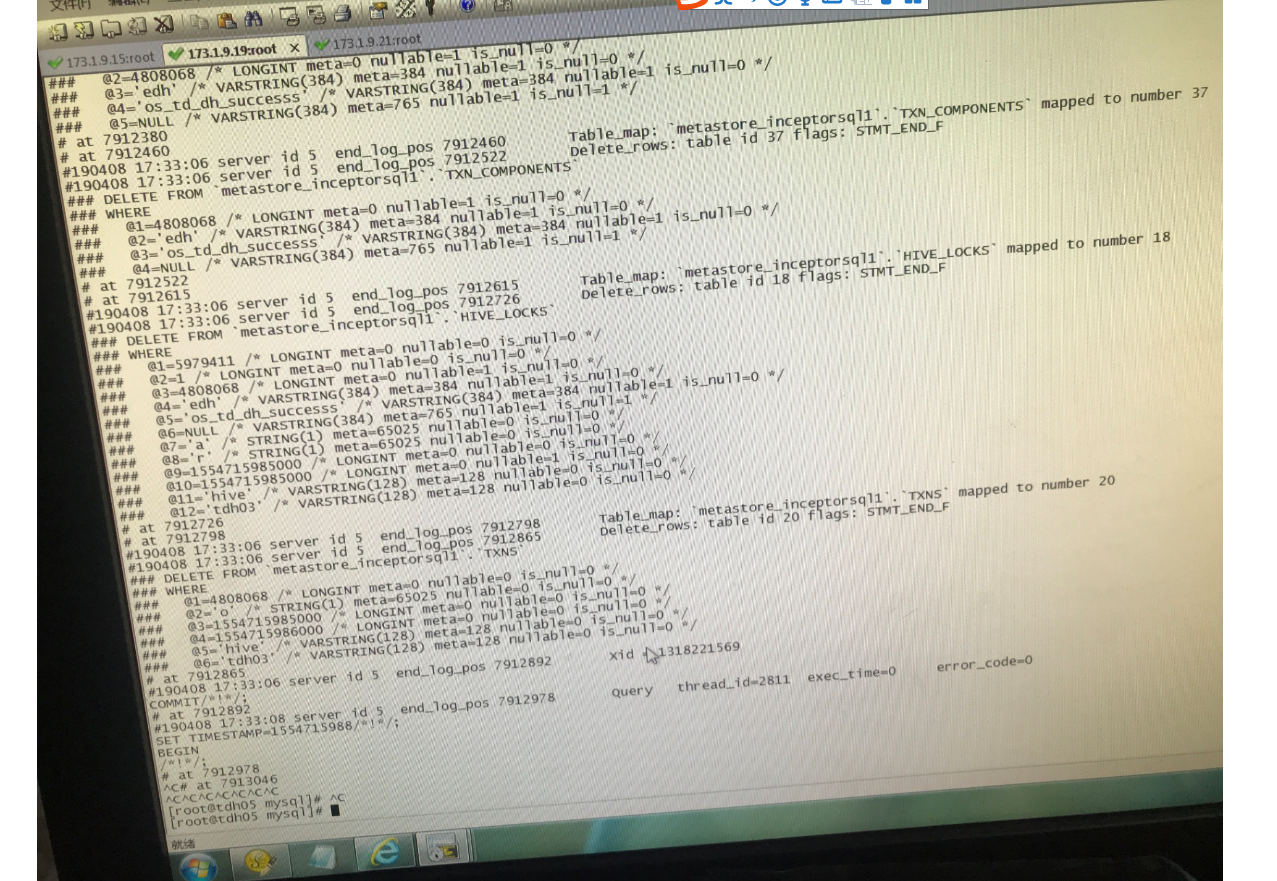 文件(F)
173.1.9.15:root 173.1.9.19:root × 173.1.9.21:root
### @2=4808068 /* LONGINT meta=0 nullable=1 is_null=0 */
### @3='edh' /* VARSTRING(384) meta=384 nullable=1 is_null=0 */
### @4='os_td_dh_successs' /* VARSTRING(384) meta=384 nullable=1 is_null=0 */
### @5=NULL /* VARSTRING(384) meta=765 nullable=1 is_null=1 */
# at 7912380
# at 7912460
#190408 17:33:06 server id 5 end_log_pos 7912460 Table_map: `metastore_inceptorsql1`.`TXN_COMPONENTS` mapped to number 37
#190408 17:33:06 server id 5 end_log_pos 7912522 Delete_rows: table id 37 flags: STMT_END_F
### DELETE FROM `metastore_inceptorsql1`.`TXN_COMPONENTS`
### WHERE
### @1=4808068 /* LONGINT meta=0 nullable=1 is_null=0 */
### @2='edh' /* VARSTRING(384) meta=384 nullable=1 is_null=0 */
### @3='os_td_dh_successs' /* VARSTRING(384) meta=384 nullable=1 is_null=0 */
### @4=NULL /* VARSTRING(384) meta=765 nullable=1 is_null=1 */
# at 7912522
# at 7912615
#190408 17:33:06 server id 5 end_log_pos 7912615 Table_map: `metastore_inceptorsql1`.`HIVE_LOCKS` mapped to number 18
#190408 17:33:06 server id 5 end_log_pos 7912726 Delete_rows: table id 18 flags: STMT_END_F
### DELETE FROM `metastore_inceptorsql1`.`HIVE_LOCKS`
### WHERE
### @1=5979411 /* LONGINT meta=0 nullable=0 is_null=0 */
### @2=1 /* LONGINT meta=0 nullable=0 is_null=0 */
### @3=4808068 /* LONGINT meta=0 nullable=1 is_null=0 */
### @4='edh' /* VARSTRING(384) meta=384 nullable=1 is_null=0 */
### @5='os_td_dh_successs' /* VARSTRING(384) meta=384 nullable=1 is_null=0 */
### @6=NULL /* VARSTRING(384) meta=765 nullable=1 is_null=1 */
### @7='a' /* STRING(1) meta=65025 nullable=0 is_null=0 */
### @8='r' /* STRING(1) meta=65025 nullable=0 is_null=0 */
### @9=1554715985000 /* LONGINT meta=0 nullable=0 is_null=0 */
### @10=1554715985000 /* LONGINT meta=0 nullable=1 is_null=0 */
### @11='hive' /* VARSTRING(128) meta=128 nullable=0 is_null=0 */
### @12='tdh03' /* VARSTRING(128) meta=128 nullable=0 is_null=0 */
# at 7912726
# at 7912798
#190408 17:33:06 server id 5 end_log_pos 7912798 Table_map: `metastore_inceptorsql1`.`TXNS` mapped to number 20
#190408 17:33:06 server id 5 end_log_pos 7912865 Delete_rows: table id 20 flags: STMT_END_F
### DELETE FROM `metastore_inceptorsql1`.`TXNS`
### WHERE
### @1=4808068 /* LONGINT meta=0 nullable=0 is_null=0 */
### @2='o' /* STRING(1) meta=65025 nullable=0 is_null=0 */
### @3=1554715985000 /* LONGINT meta=0 nullable=0 is_null=0 */
### @4=1554715986000 /* LONGINT meta=0 nullable=0 is_null=0 */
### @5='hive' /* VARSTRING(128) meta=128 nullable=0 is_null=0 */
### @6='tdh03' /* VARSTRING(128) meta=128 nullable=0 is_null=0 */
# at 7912865
#190408 17:33:06 server id 5 end_log_pos 7912892 Xid = 1318221569
COMMIT/*!*/;
# at 7912892
#190408 17:33:08 server id 5 end_log_pos 7912978 Query thread_id=2811 exec_time=0 error_code=0
SET TIMESTAMP=1554715988/*!*/;
BEGIN
/*!*/;
# at 7912978
^C# at 7913046
^C^C^C^C^C^C^C
[root@tdh05 mysql]# ^C
[root@tdh05 mysql]#
就绪